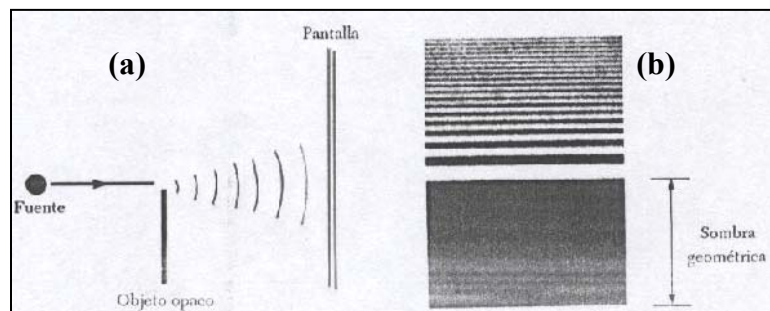 Pantalla
(a)
(b)
Fuente
Objeto opaco
Sombra
geométrica